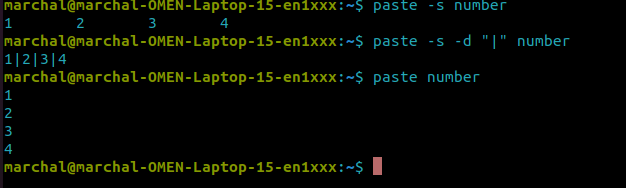 marchal@marchal-OMEN-Laptop-15-en1xxx:~$ paste -s number
1	2	3	4
marchal@marchal-OMEN-Laptop-15-en1xxx:~$ paste -s -d "|" number
1|2|3|4
marchal@marchal-OMEN-Laptop-15-en1xxx:~$ paste number
1
2
3
4
marchal@marchal-OMEN-Laptop-15-en1xxx:~$